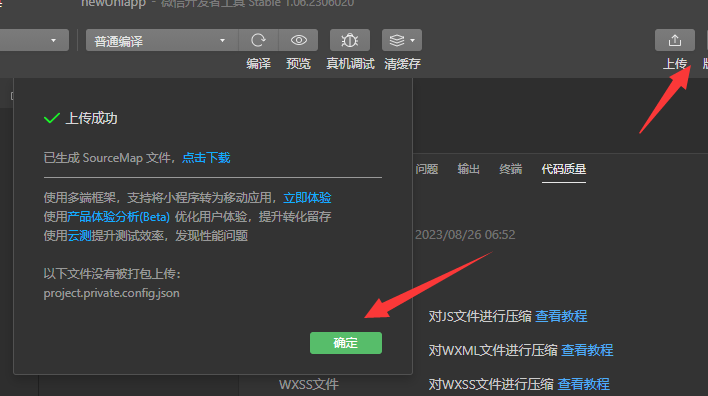 newUniapp - 微信开发者工具 Stable 1.06.2306020
普通编译
编译 预览 真机调试 清缓存 上传
上传成功
已生成 SourceMap 文件，点击下载
使用多端框架，支持将小程序转为移动应用，立即体验
使用产品体验分析(Beta) 优化用户体验，提升转化留存
使用云测提升测试效率，发现性能问题
以下文件没有被打包上传：
project.private.config.json
确定
问题 输出 终端 代码质量
2023/08/26 06:52
对JS文件进行压缩 查看教程
对WXML文件进行压缩 查看教程
WXSS文件 对WXSS文件进行压缩 查看教程